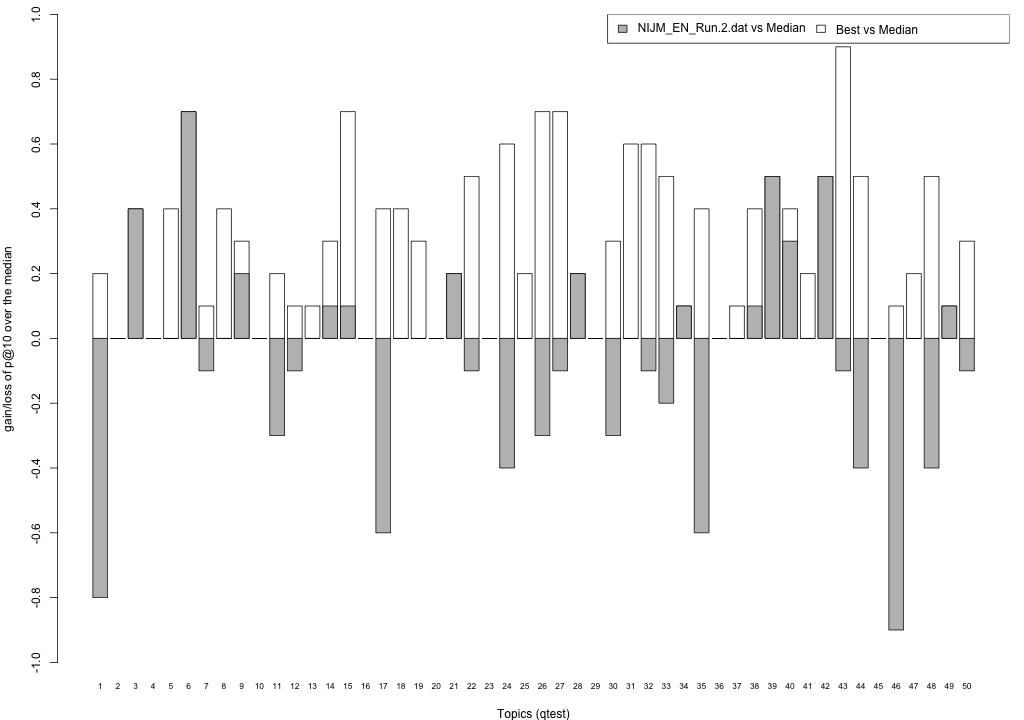 NIJM_EN_Run.2.dat vs Median Best vs Median
gain/loss of p@10 over the median
1.0
0.8
0.6
0.4
0.2
0.0
-0.2
-0.4
-0.6
-0.8
-1.0
1 2 3 4 5 6 7 8 9 10 11 12 13 14 15 16 17 18 19 20 21 22 23 24 25 26 27 28 29 30 31 32 33 34 35 36 37 38 39 40 41 42 43 44 45 46 47 48 49 50
Topics (qtest)